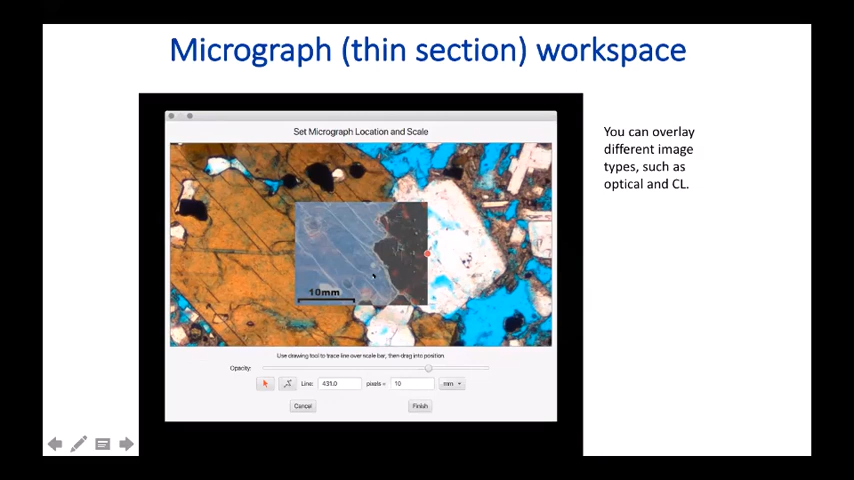 Micrograph (thin section) workspace
Set Micrograph Location and Scale
You can overlay
different image
types, such as
optical and CL.
10mm
Use drawing tool to trace line over scale bar, then drag into position.
Opacity:
Line: 431.0 pixels = 10 mm
Cancel Finish